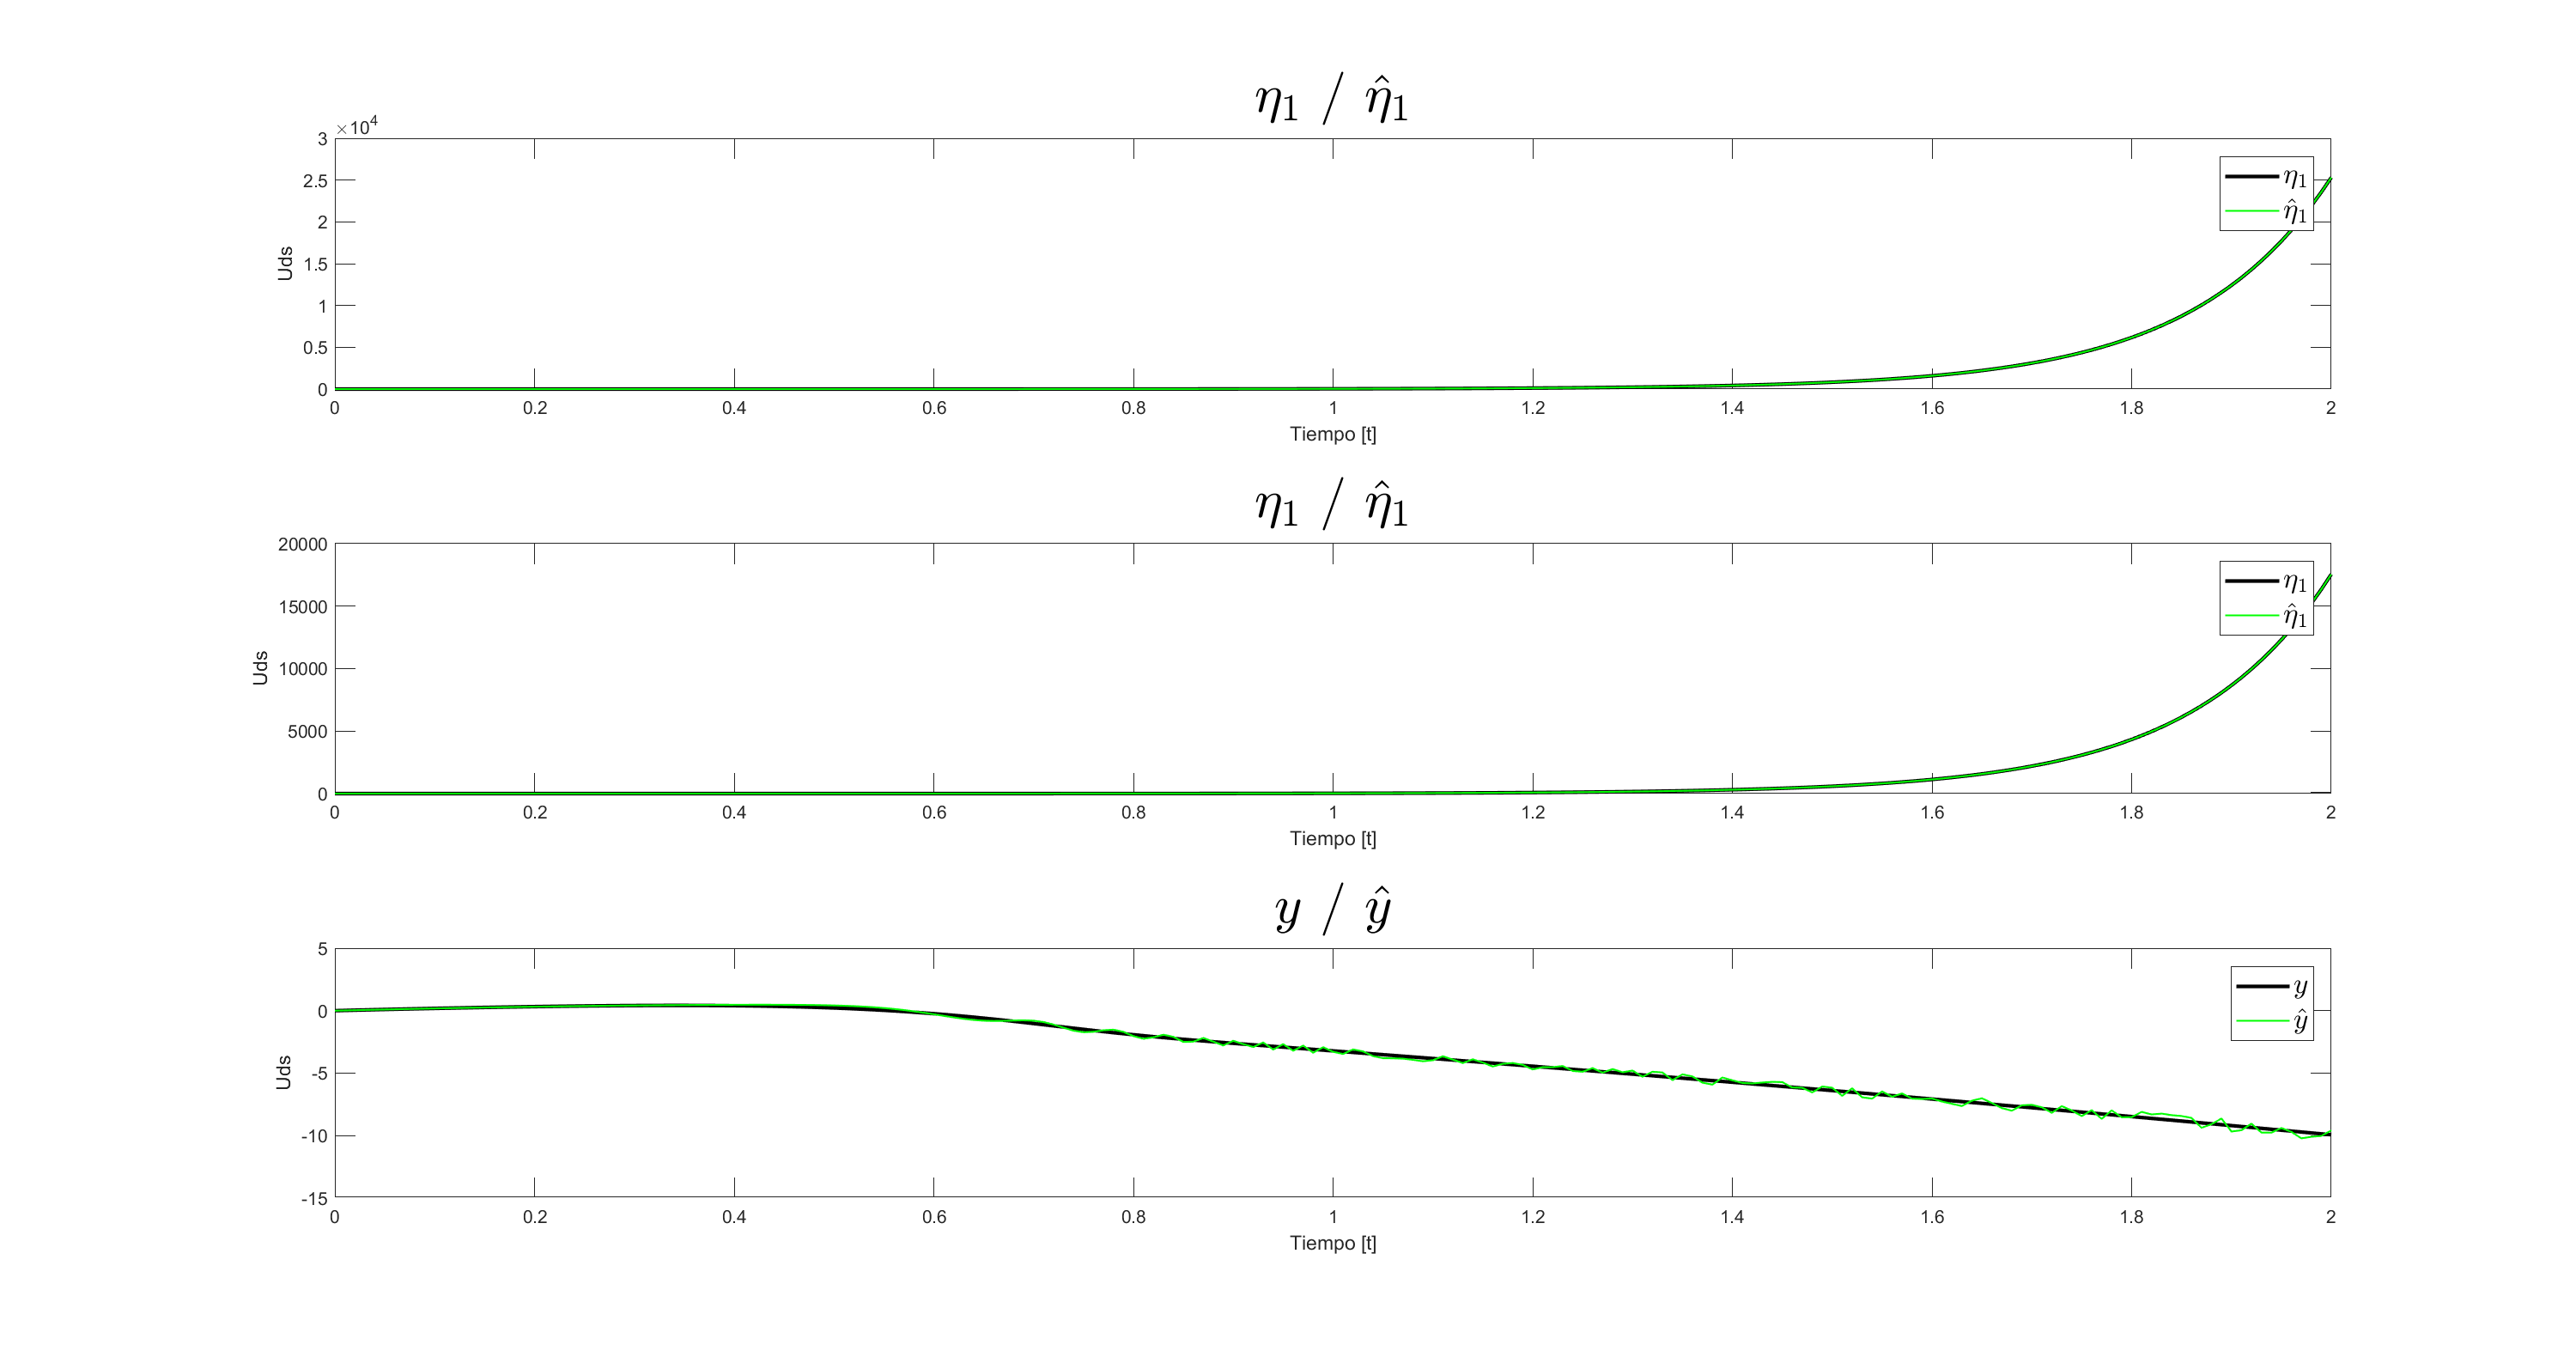 η₁ / η̂₁
×10⁴
3
2.5
2
1.5
1
0.5
0
Uds
η₁
η̂₁
0 0.2 0.4 0.6 0.8 1 1.2 1.4 1.6 1.8 2
Tiempo [t]
η₁ / η̂₁
20000
15000
10000
5000
0
Uds
η₁
η̂₁
0 0.2 0.4 0.6 0.8 1 1.2 1.4 1.6 1.8 2
Tiempo [t]
y / ŷ
5
0
-5
-10
-15
Uds
y
ŷ
0 0.2 0.4 0.6 0.8 1 1.2 1.4 1.6 1.8 2
Tiempo [t]